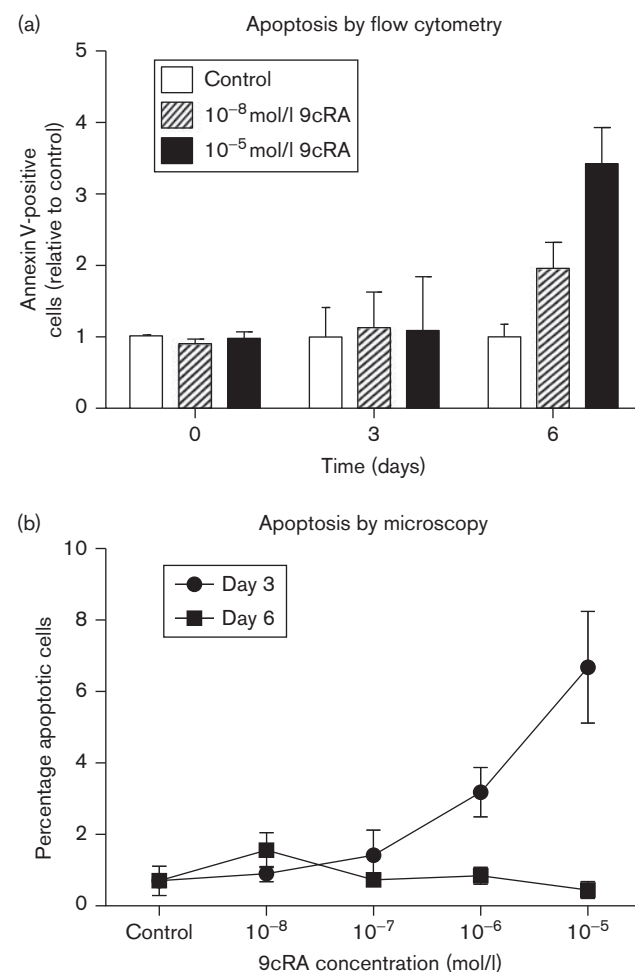 (a)
Apoptosis by flow cytometry
Annexin V-positive
cells (relative to control)
5
4
3
2
1
0
Control
10⁻⁸ mol/l 9cRA
10⁻⁵ mol/l 9cRA
0
3
6
Time (days)
(b)
Apoptosis by microscopy
Percentage apoptotic cells
10
8
6
4
2
0
Day 3
Day 6
Control
10⁻⁸
10⁻⁷
10⁻⁶
10⁻⁵
9cRA concentration (mol/l)